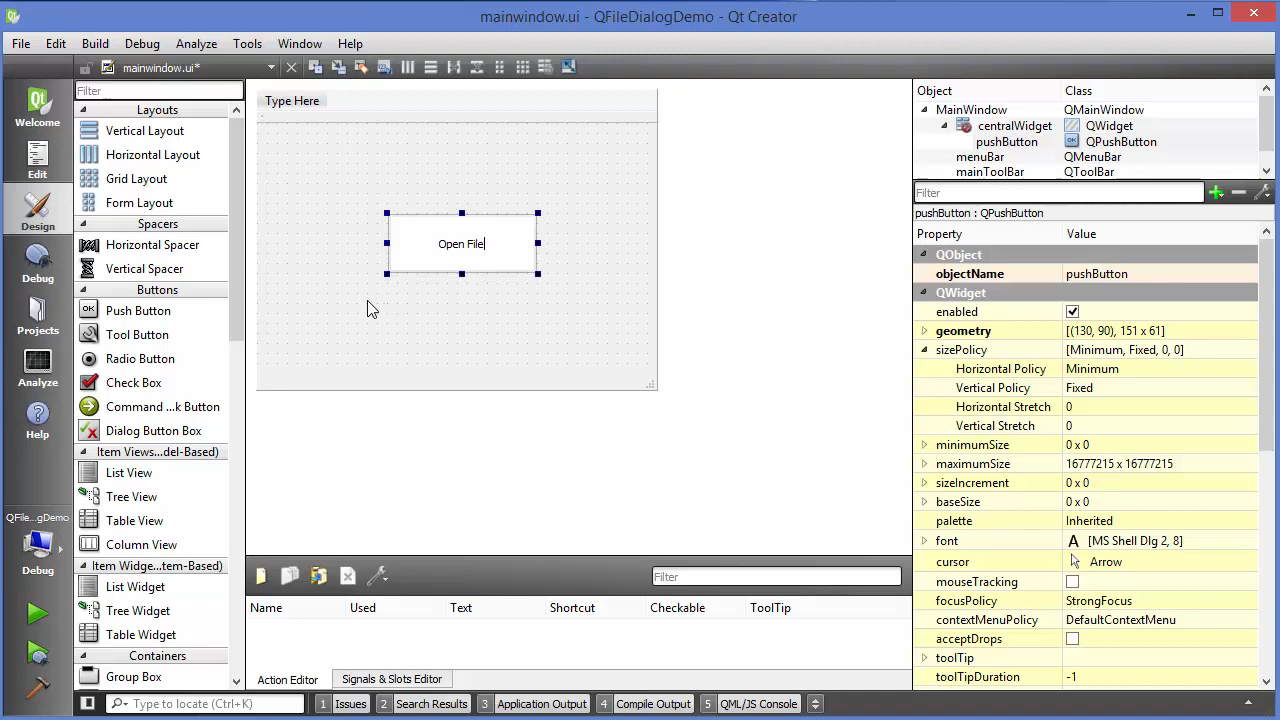 mainwindow.ui - QFileDialogDemo - Qt Creator
File Edit Build Debug Analyze Tools Window Help
mainwindow.ui*
Welcome
Edit
Design
Debug
Projects
Analyze
Help
QFile...gDemo
Debug
Filter
Layouts
Vertical Layout
Horizontal Layout
Grid Layout
Form Layout
Spacers
Horizontal Spacer
Vertical Spacer
Buttons
Push Button
Tool Button
Radio Button
Check Box
Command ...k Button
Dialog Button Box
Item Views...del-Based)
List View
Tree View
Table View
Column View
Item Widge...tem-Based)
List Widget
Tree Widget
Table Widget
Containers
Group Box
Type Here
Open File
Filter
Name Used Text Shortcut Checkable ToolTip
Action Editor Signals & Slots Editor
Object Class
MainWindow QMainWindow
centralWidget QWidget
pushButton QPushButton
menuBar QMenuBar
mainToolBar QToolBar
Filter
pushButton : QPushButton
Property Value
QObject
objectName pushButton
QWidget
enabled
geometry [(130, 90), 151 x 61]
sizePolicy [Minimum, Fixed, 0, 0]
Horizontal Policy Minimum
Vertical Policy Fixed
Horizontal Stretch 0
Vertical Stretch 0
minimumSize 0 x 0
maximumSize 16777215 x 16777215
sizeIncrement 0 x 0
baseSize 0 x 0
palette Inherited
font A [MS Shell Dlg 2, 8]
cursor Arrow
mouseTracking
focusPolicy StrongFocus
contextMenuPolicy DefaultContextMenu
acceptDrops
toolTip
toolTipDuration -1
Type to locate (Ctrl+K) 1 Issues 2 Search Results 3 Application Output 4 Compile Output 5 QML/JS Console